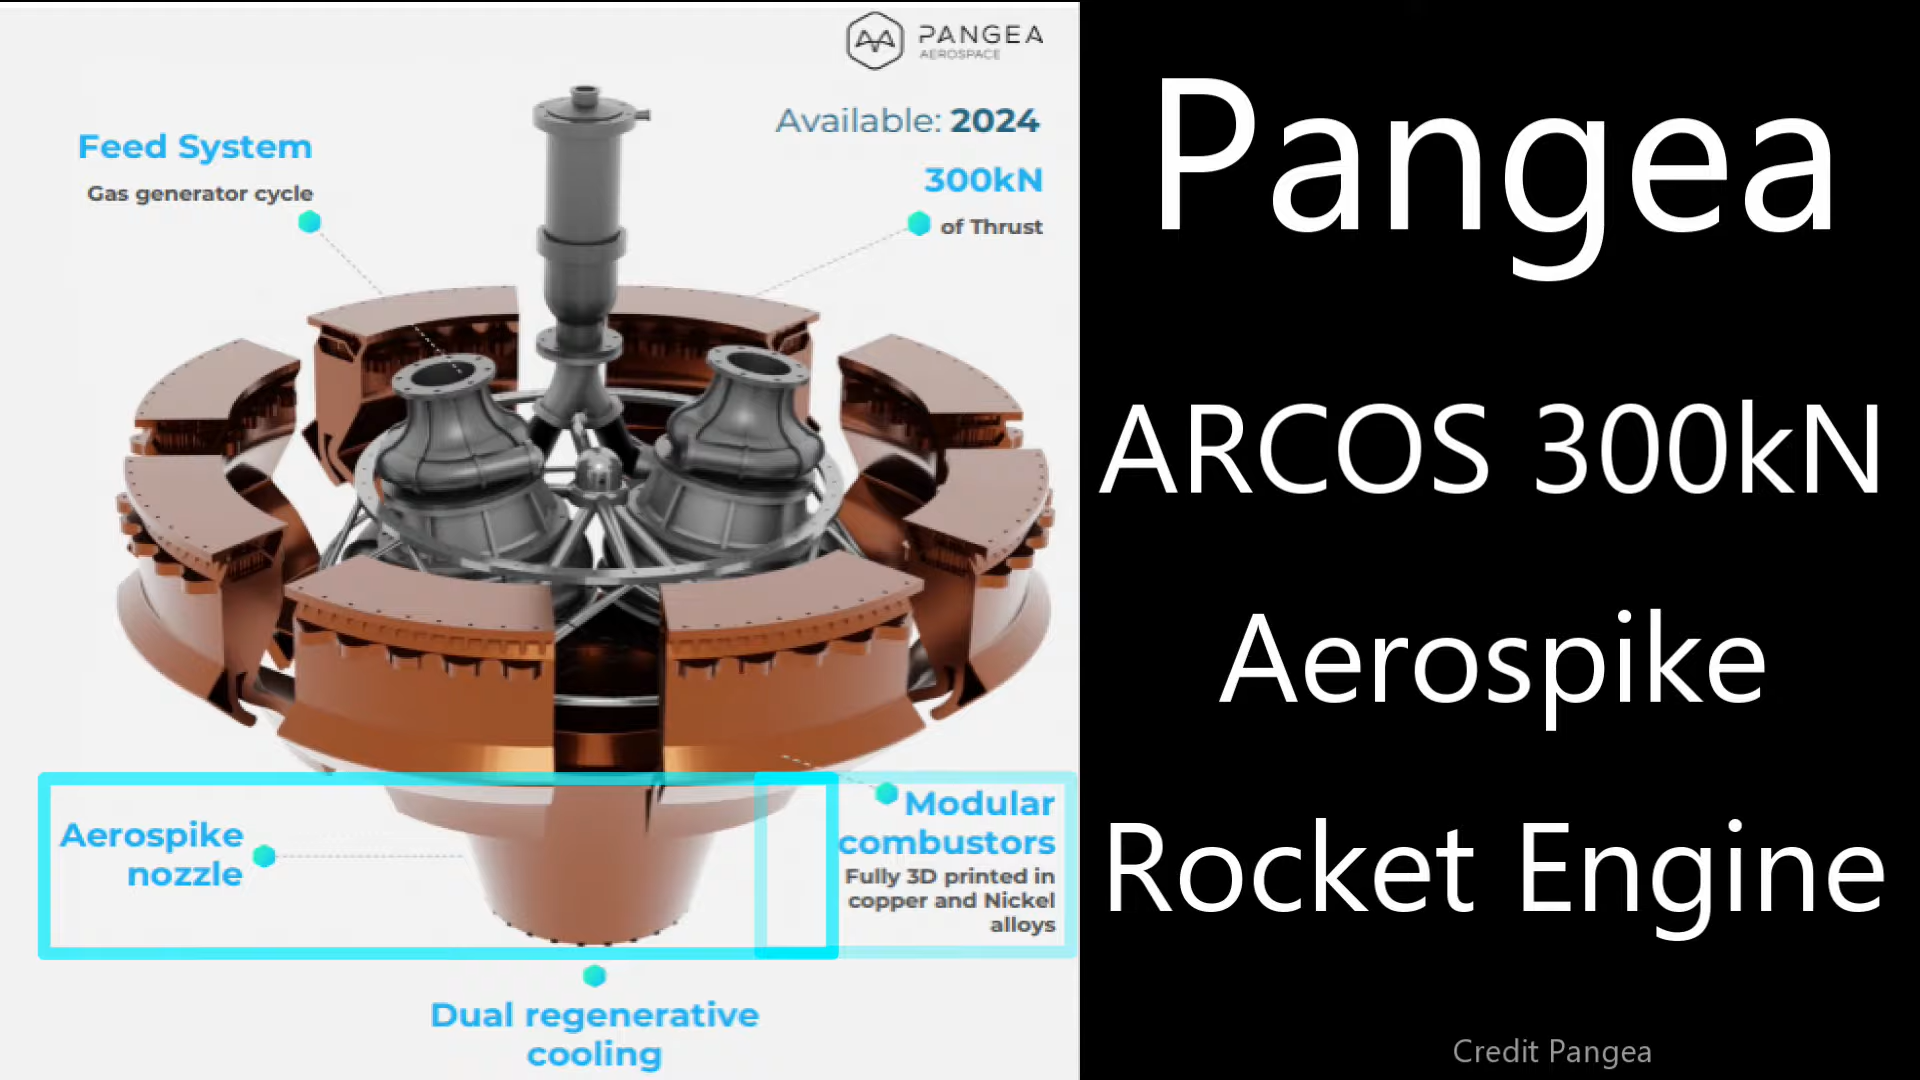 PANGEA
AEROSPACE
Available: 2024
Feed System
Gas generator cycle
300kN
of Thrust
Aerospike
nozzle
Modular
combustors
Fully 3D printed in
copper and Nickel
alloys
Dual regenerative
cooling
Pangea
ARCOS 300kN
Aerospike
Rocket Engine
Credit Pangea